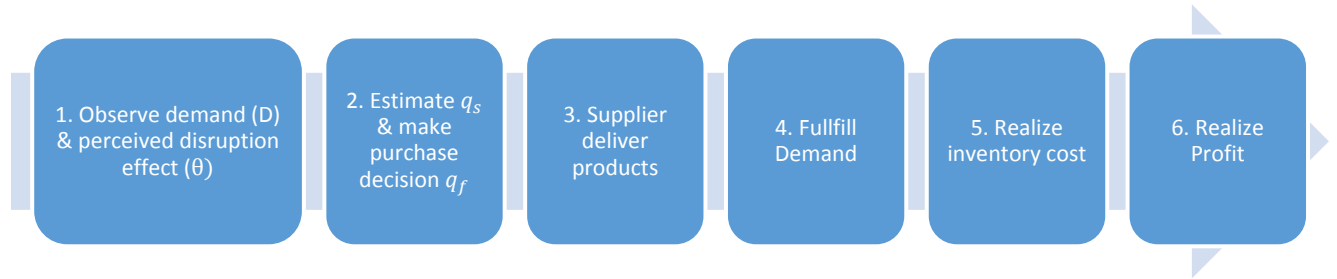 1. Observe demand (D)
& perceived disruption
effect (θ)
2. Estimate q_s
& make
purchase
decision q_f
3. Supplier
deliver
products
4. Fullfill
Demand
5. Realize
inventory cost
6. Realize
Profit